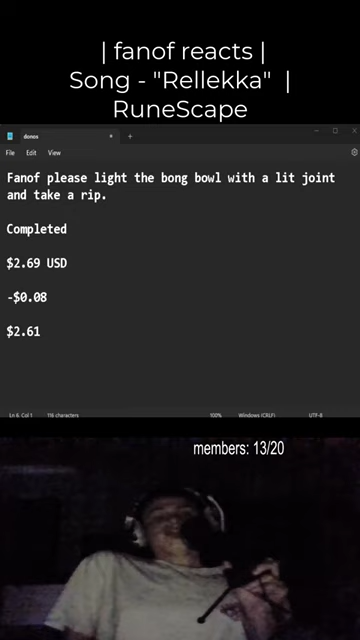 | fanof reacts |
Song - "Rellekka" |
RuneScape
donos
File Edit View
Fanof please light the bong bowl with a lit joint
and take a rip.
Completed
$2.69 USD
-$0.08
$2.61
Ln 6, Col 1 116 characters 100% Windows (CRLF) UTF-8
members: 13/20